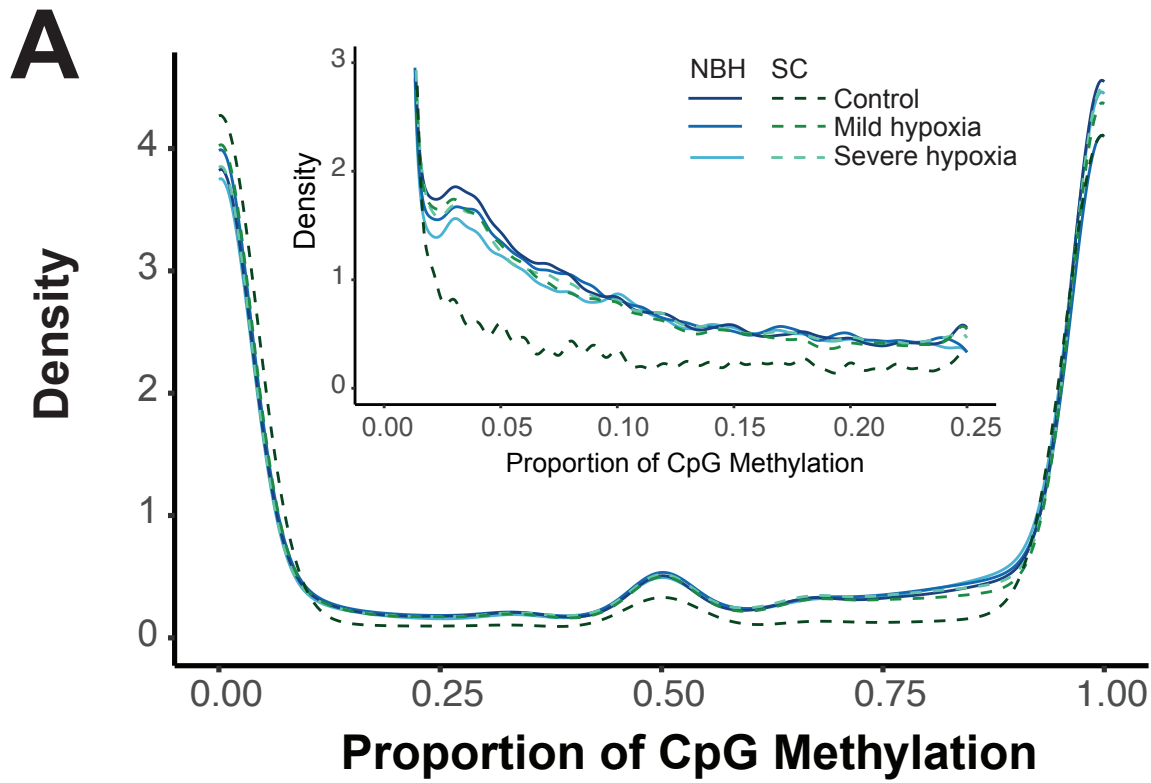 A
Density
4
3
2
1
0
0.00 0.25 0.50 0.75 1.00
Proportion of CpG Methylation
Density
3
2
1
0
0.00 0.05 0.10 0.15 0.20 0.25
Proportion of CpG Methylation
NBH SC
Control
Mild hypoxia
Severe hypoxia